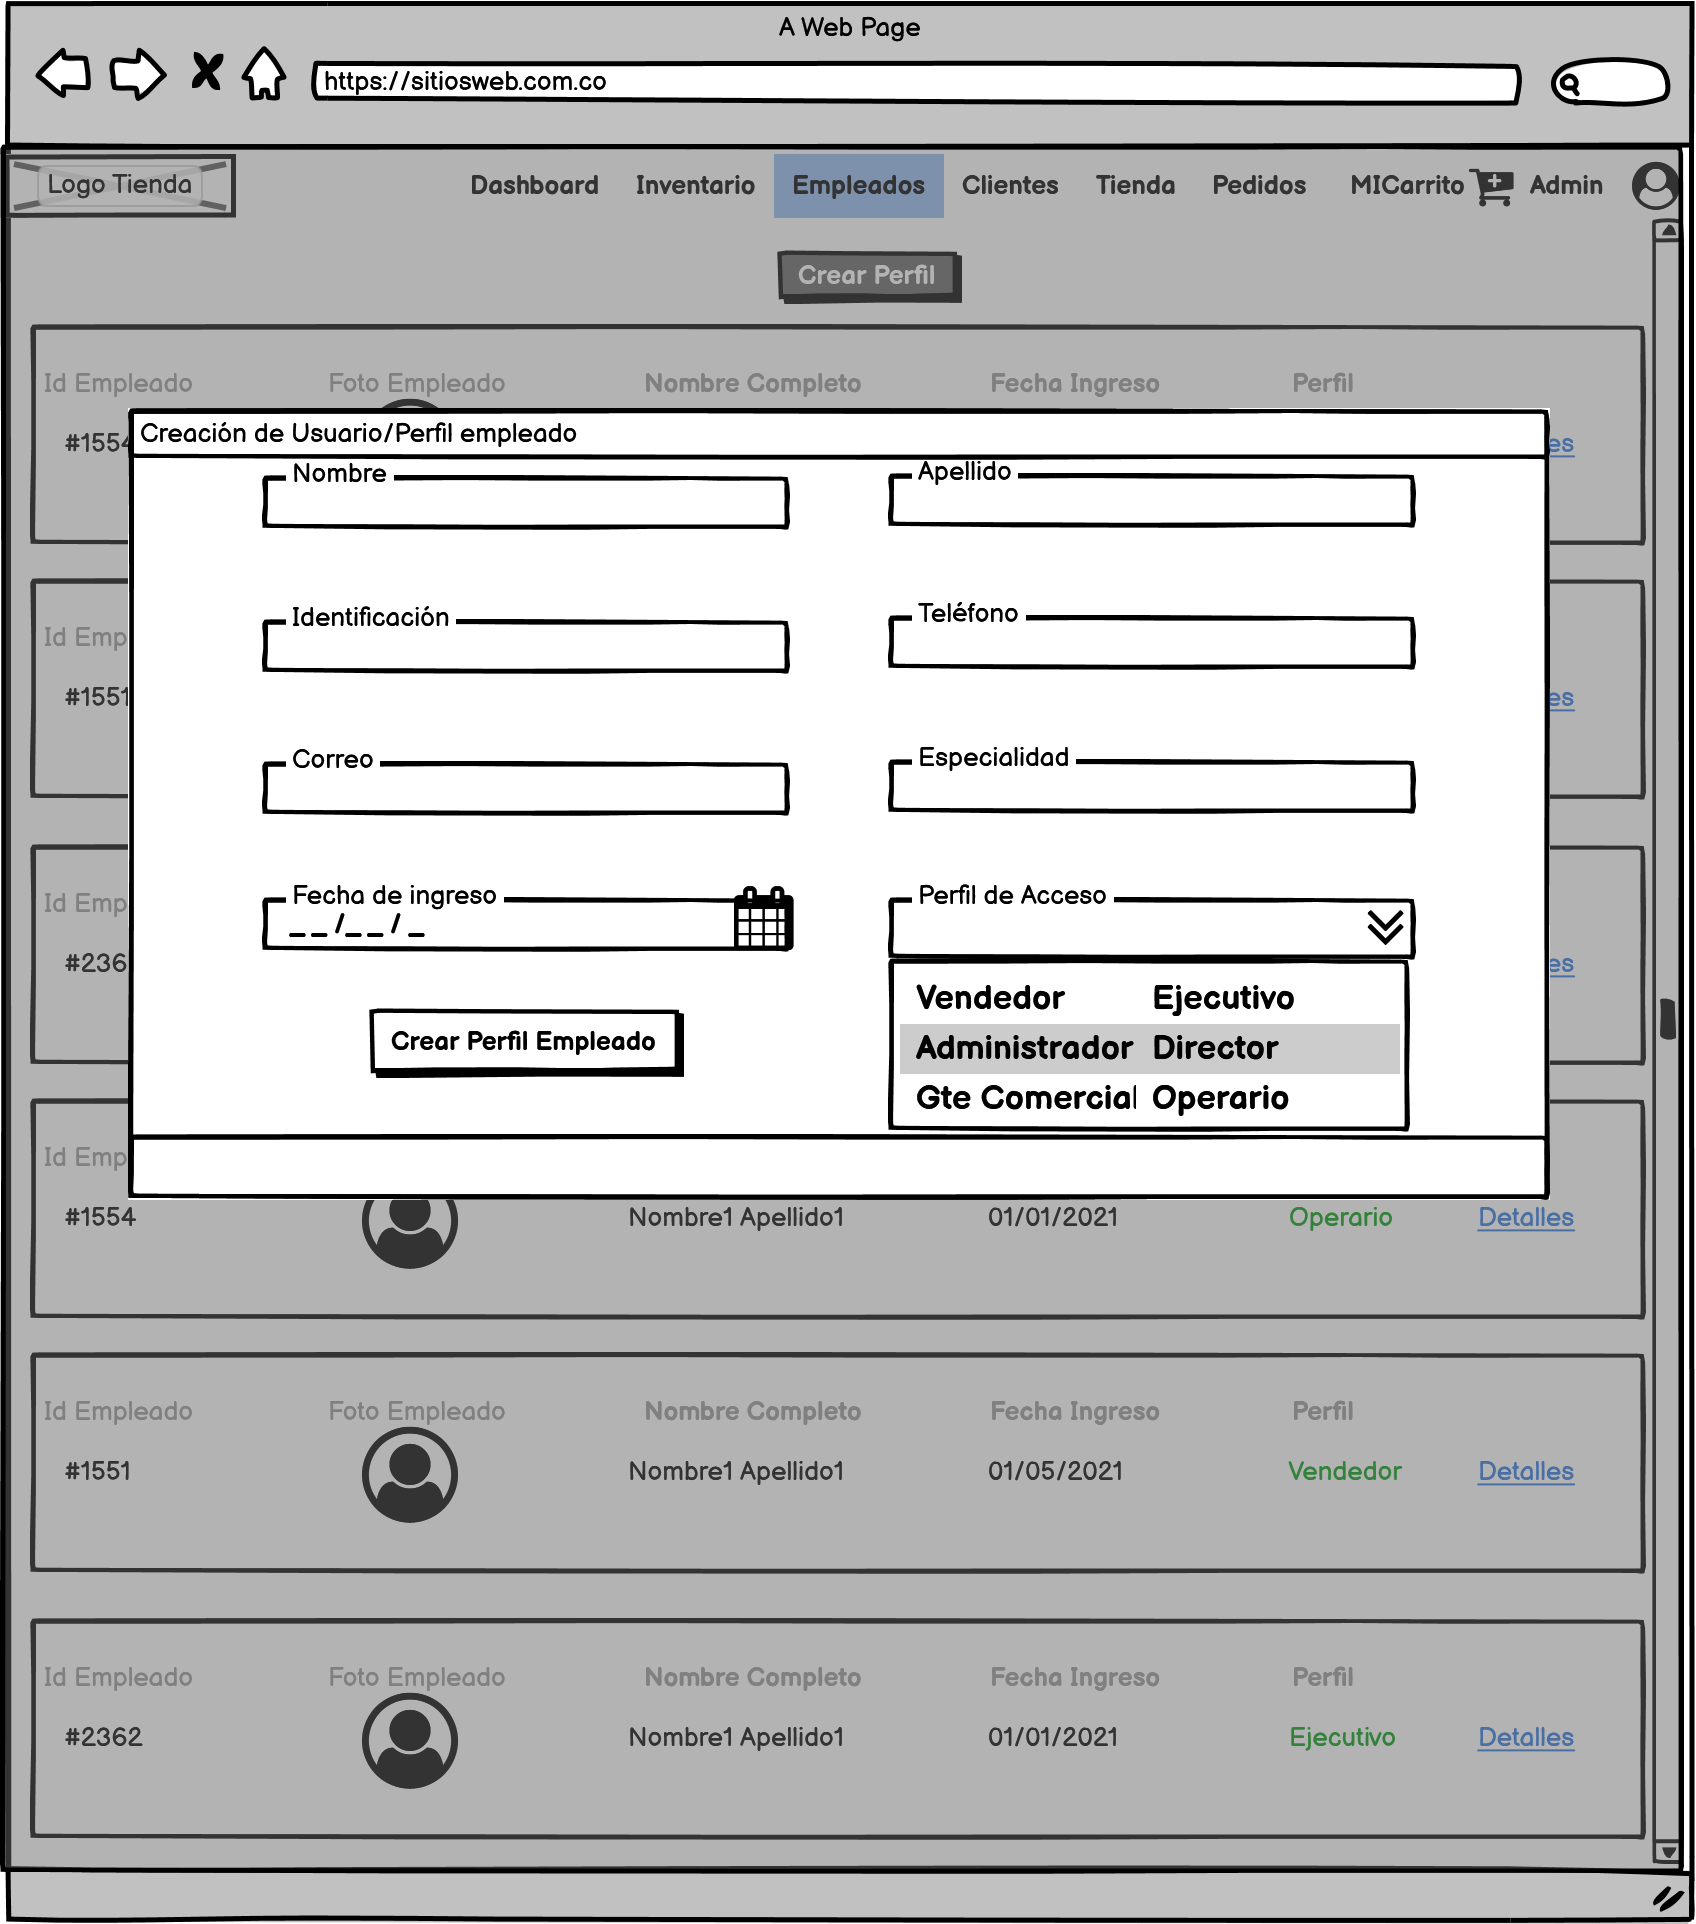 A Web Page
https://sitiosweb.com.co
Logo Tienda Dashboard Inventario Empleados Clientes Tienda Pedidos MICarrito Admin
Crear Perfil
Id Empleado Foto Empleado Nombre Completo Fecha Ingreso Perfil
#1554 es
Creación de Usuario/Perfil empleado
Nombre Apellido
Id Emp
Identificación Teléfono
#1551 es
Correo Especialidad
Id Emp
Fecha de ingreso Perfil de Acceso
_ _ /_ _ / _
#236 es
Vendedor Ejecutivo
Crear Perfil Empleado
Administrador Director
Gte Comercial Operario
Id Emp
#1554 Nombre1 Apellido1 01/01/2021 Operario Detalles
Id Empleado Foto Empleado Nombre Completo Fecha Ingreso Perfil
#1551 Nombre1 Apellido1 01/05/2021 Vendedor Detalles
Id Empleado Foto Empleado Nombre Completo Fecha Ingreso Perfil
#2362 Nombre1 Apellido1 01/01/2021 Ejecutivo Detalles